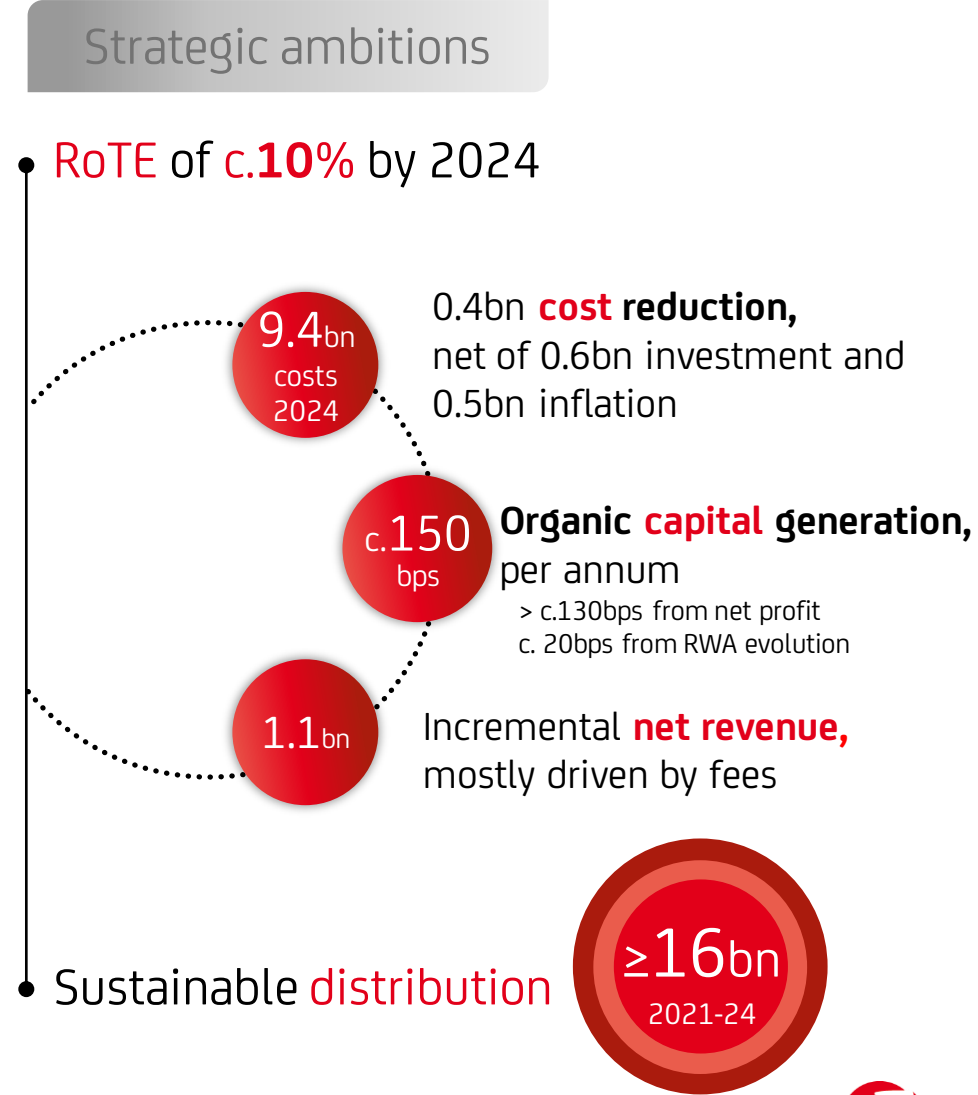 Strategic ambitions
RoTE of c.10% by 2024
9.4bn
costs
2024
0.4bn cost reduction,
net of 0.6bn investment and
0.5bn inflation
c.150
bps
Organic capital generation,
per annum
> c.130bps from net profit
c. 20bps from RWA evolution
1.1bn
Incremental net revenue,
mostly driven by fees
Sustainable distribution
≥16bn
2021-24